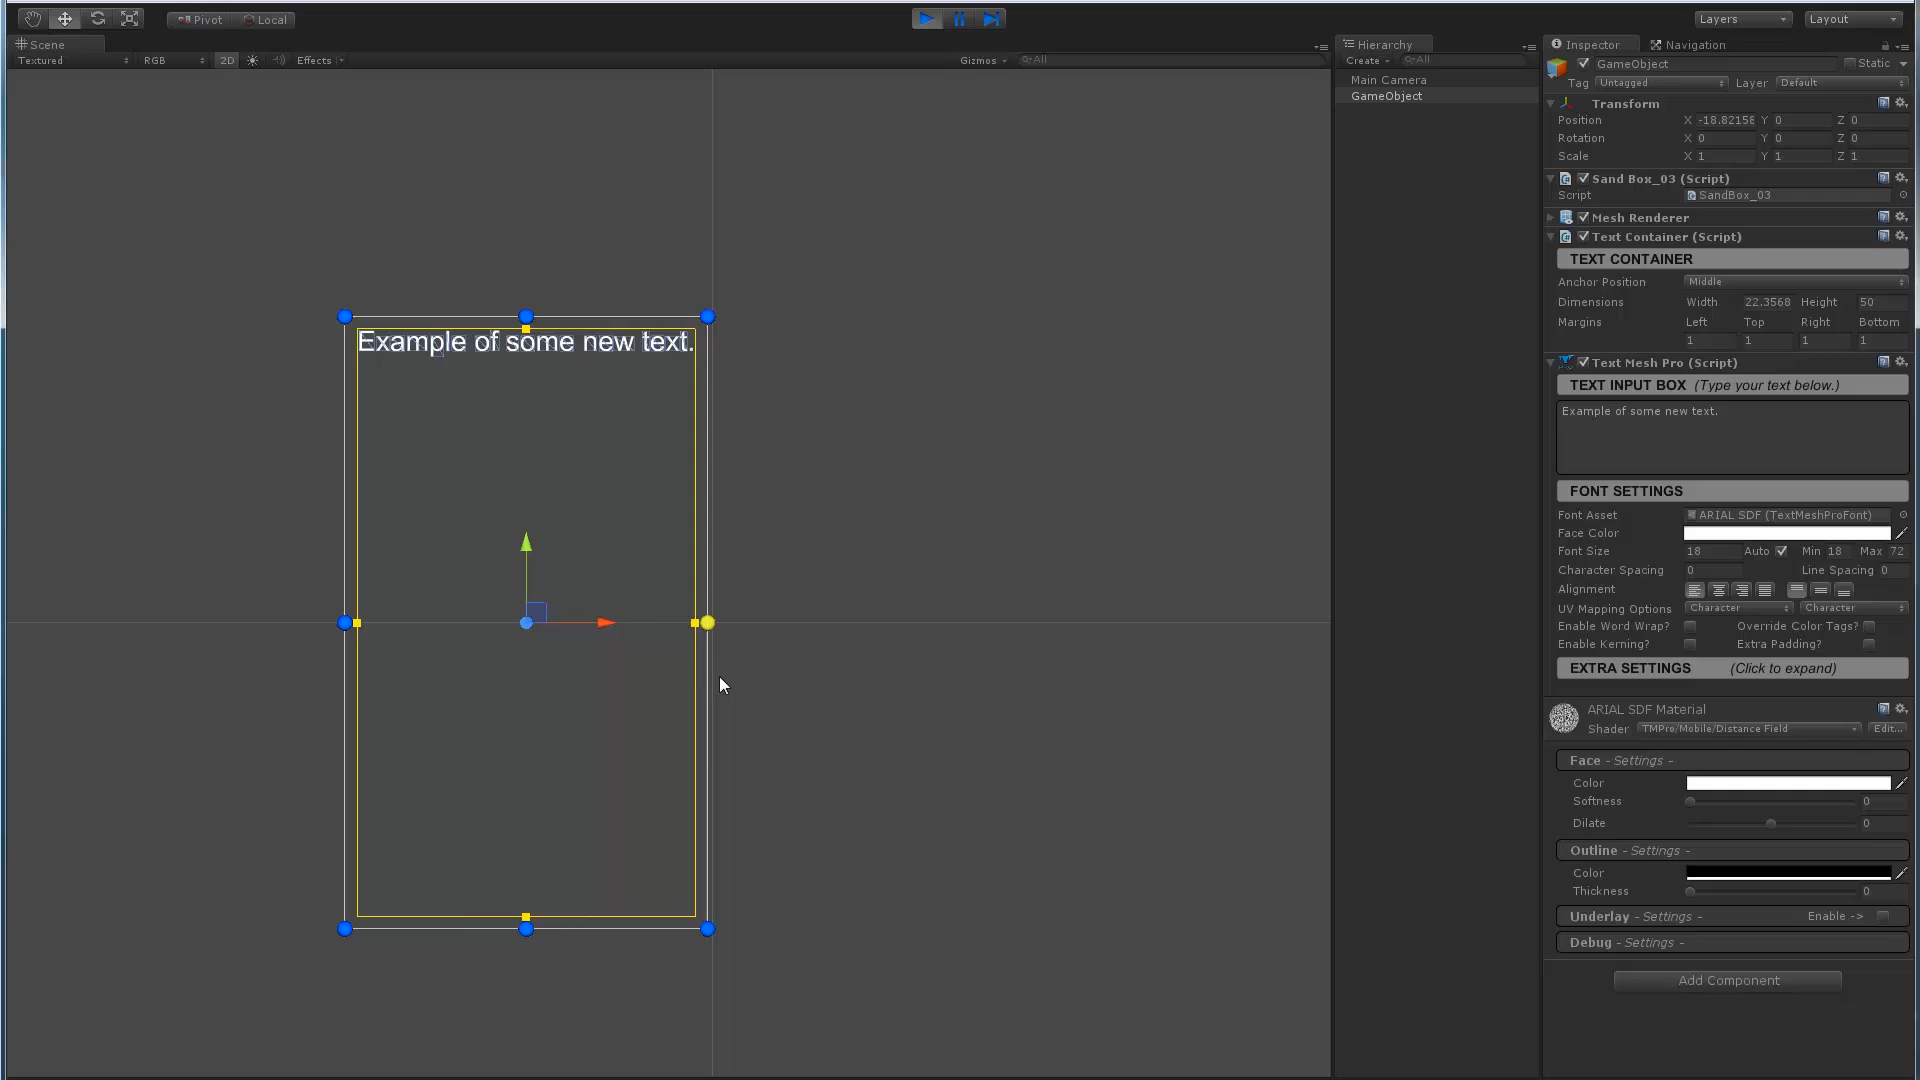 Pivot Local Layers Layout
Scene
Textured RGB 2D Effects Gizmos All
Example of some new text.
Hierarchy
Create All
Main Camera
GameObject
Inspector Navigation
GameObject Static
Tag Untagged Layer Default
Transform
Position X -18.82158 Y 0 Z 0
Rotation X 0 Y 0 Z 0
Scale X 1 Y 1 Z 1
Sand Box_03 (Script)
Script SandBox_03
Mesh Renderer
Text Container (Script)
TEXT CONTAINER
Anchor Position Middle
Dimensions Width 22.3568 Height 50
Margins Left Top Right Bottom
1 1 1 1
Text Mesh Pro (Script)
TEXT INPUT BOX (Type your text below.)
Example of some new text.
FONT SETTINGS
Font Asset ARIAL SDF (TextMeshProFont)
Face Color
Font Size 18 Auto Min 18 Max 72
Character Spacing 0 Line Spacing 0
Alignment
UV Mapping Options Character Character
Enable Word Wrap? Override Color Tags?
Enable Kerning? Extra Padding?
EXTRA SETTINGS (Click to expand)
ARIAL SDF Material
Shader TMPro/Mobile/Distance Field Edit...
Face - Settings -
Color
Softness 0
Dilate 0
Outline - Settings -
Color
Thickness 0
Underlay - Settings - Enable ->
Debug - Settings -
Add Component